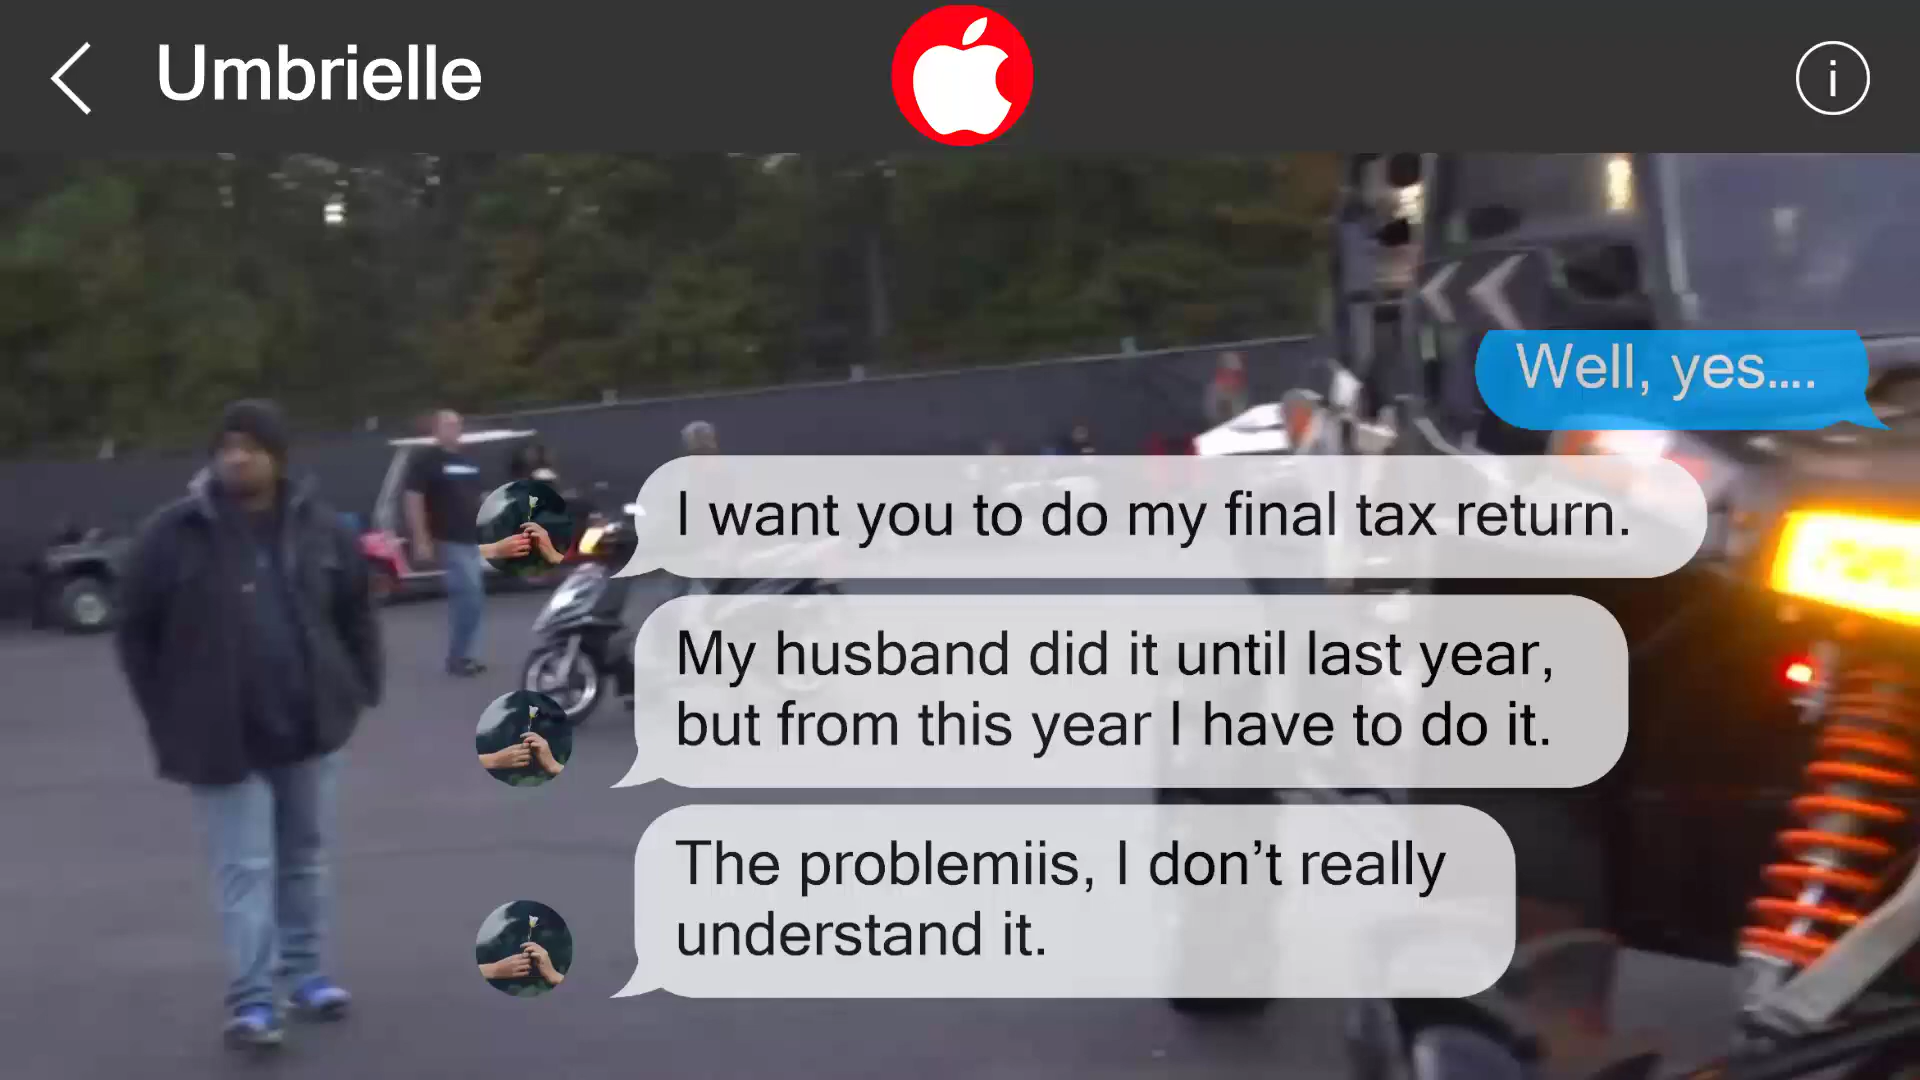 Umbrielle
Well, yes....
I want you to do my final tax return.
My husband did it until last year,
but from this year I have to do it.
The problemiis, I don’t really
understand it.